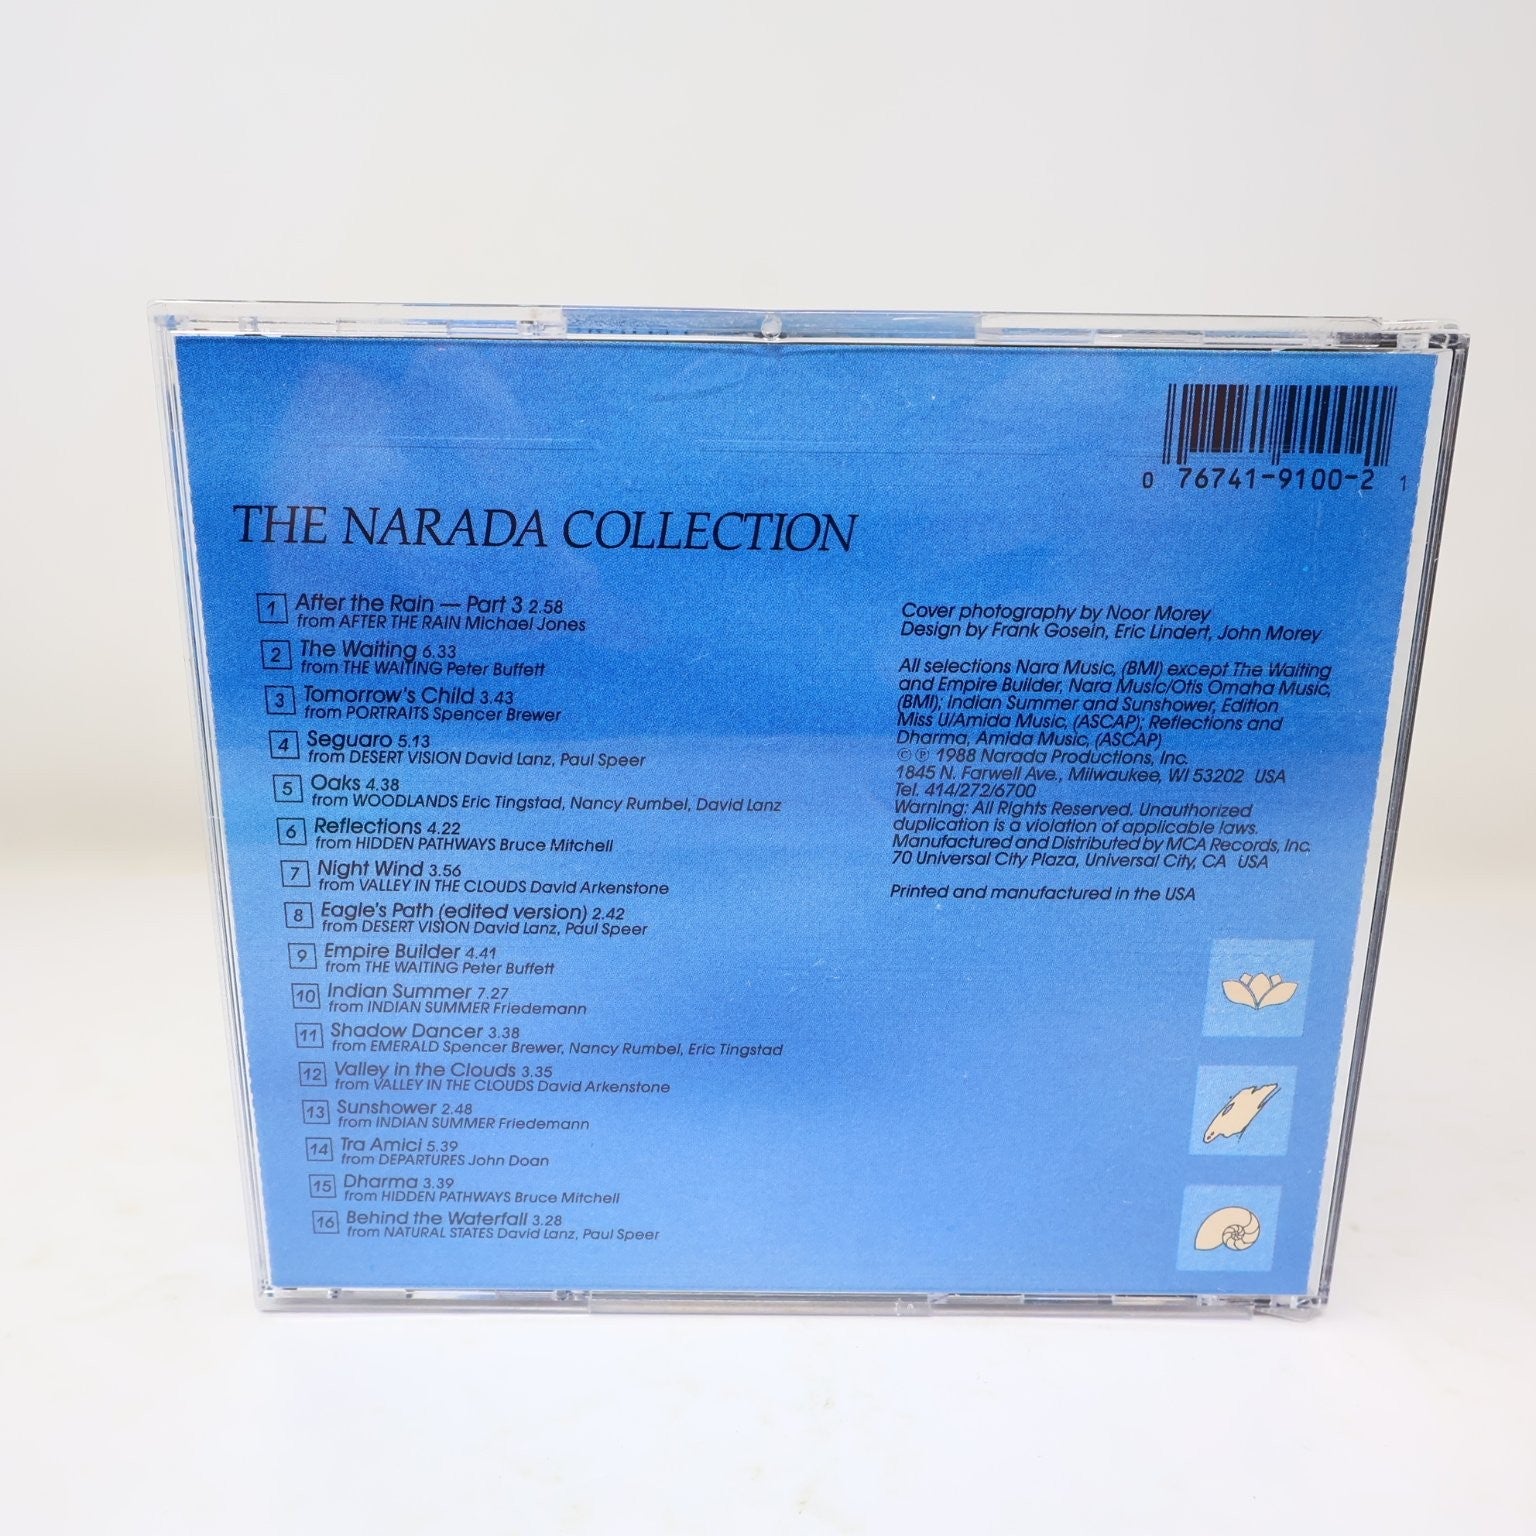 0 76741-9100-2 1
THE NARADA COLLECTION
1 After the Rain — Part 3 2.58
from AFTER THE RAIN Michael Jones
2 The Waiting 6.33
from THE WAITING Peter Buffett
3 Tomorrow's Child 3.43
from PORTRAITS Spencer Brewer
4 Seguaro 5.13
from DESERT VISION David Lanz, Paul Speer
5 Oaks 4.38
from WOODLANDS Eric Tingstad, Nancy Rumbel, David Lanz
6 Reflections 4.22
from HIDDEN PATHWAYS Bruce Mitchell
7 Night Wind 3.56
from VALLEY IN THE CLOUDS David Arkenstone
8 Eagle's Path (edited version) 2.42
from DESERT VISION David Lanz, Paul Speer
9 Empire Builder 4.41
from THE WAITING Peter Buffett
10 Indian Summer 7.27
from INDIAN SUMMER Friedemann
11 Shadow Dancer 3.38
from EMERALD Spencer Brewer, Nancy Rumbel, Eric Tingstad
12 Valley in the Clouds 3.35
from VALLEY IN THE CLOUDS David Arkenstone
13 Sunshower 2.48
from INDIAN SUMMER Friedemann
14 Tra Amici 5.39
from DEPARTURES John Doan
15 Dharma 3.39
from HIDDEN PATHWAYS Bruce Mitchell
16 Behind the Waterfall 3.28
from NATURAL STATES David Lanz, Paul Speer
Cover photography by Noor Morey
Design by Frank Gosein, Eric Lindert, John Morey
All selections Nara Music, (BMI) except The Waiting
and Empire Builder, Nara Music/Otis Omaha Music,
(BMI); Indian Summer and Sunshower, Edition
Miss U/Amida Music, (ASCAP); Reflections and
Dharma, Amida Music, (ASCAP)
© ℗ 1988 Narada Productions, Inc.
1845 N. Farwell Ave., Milwaukee, WI 53202 USA
Tel. 414/272/6700
Warning: All Rights Reserved. Unauthorized
duplication is a violation of applicable laws.
Manufactured and Distributed by MCA Records, Inc.
70 Universal City Plaza, Universal City, CA USA
Printed and manufactured in the USA